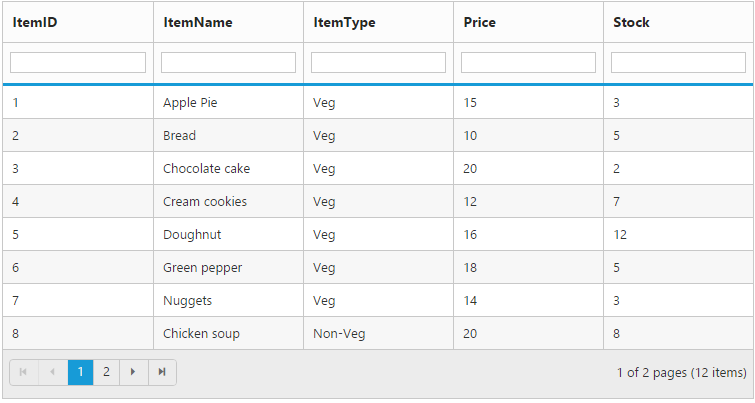 ItemID ItemName ItemType Price Stock
1 Apple Pie Veg 15 3
2 Bread Veg 10 5
3 Chocolate cake Veg 20 2
4 Cream cookies Veg 12 7
5 Doughnut Veg 16 12
6 Green pepper Veg 18 5
7 Nuggets Veg 14 3
8 Chicken soup Non-Veg 20 8
1 2 1 of 2 pages (12 items)